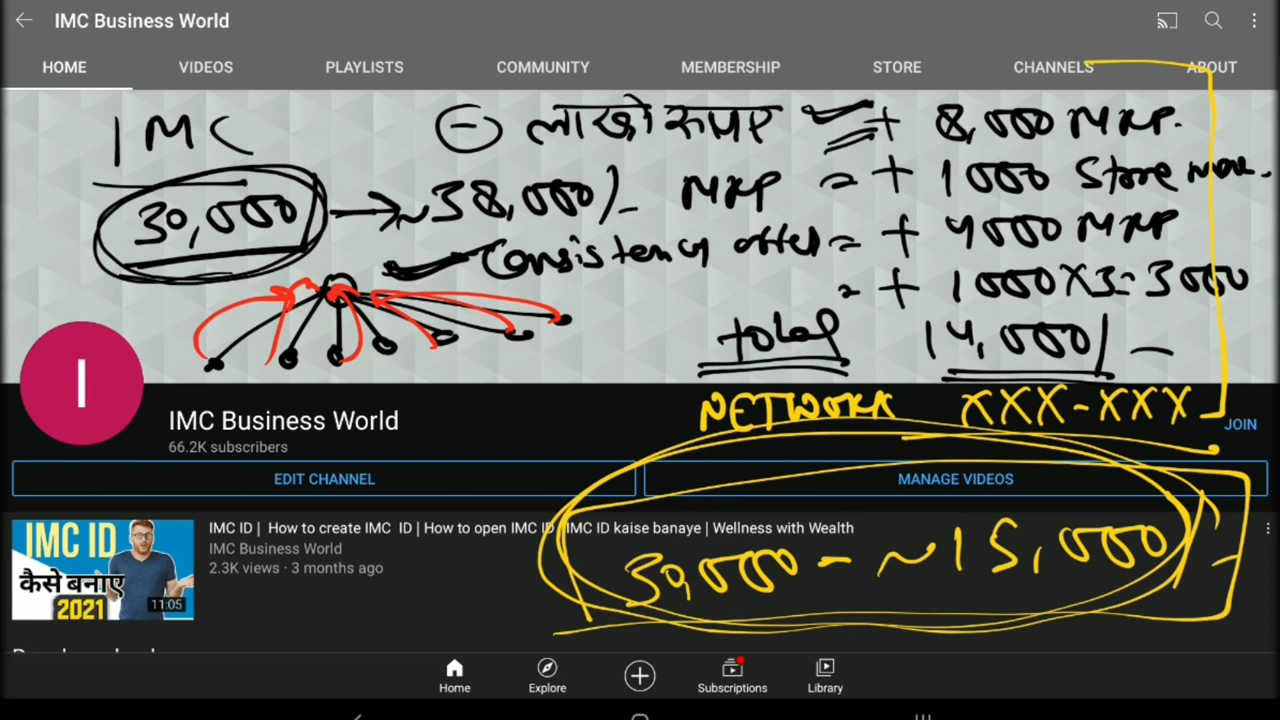 IMC Business World
HOME VIDEOS PLAYLISTS COMMUNITY MEMBERSHIP STORE CHANNELS ABOUT
IMC
लाखो रुपए + 8,000 MRP.
30,000 → ~38,000/- MRP = + 1000 Store
Consistency offer = + 4000 MRP
= + 1000X3=3000
total 14,000/-
NETWORK XXX-XXX
I
IMC Business World
66.2K subscribers
JOIN
EDIT CHANNEL MANAGE VIDEOS
30,000 - ~15,000/-
IMC ID
कैसे बनाए
2021
11:05
IMC ID | How to create IMC ID | How to open IMC ID | IMC ID kaise banaye | Wellness with Wealth
IMC Business World
2.3K views · 3 months ago
Home Explore Subscriptions Library